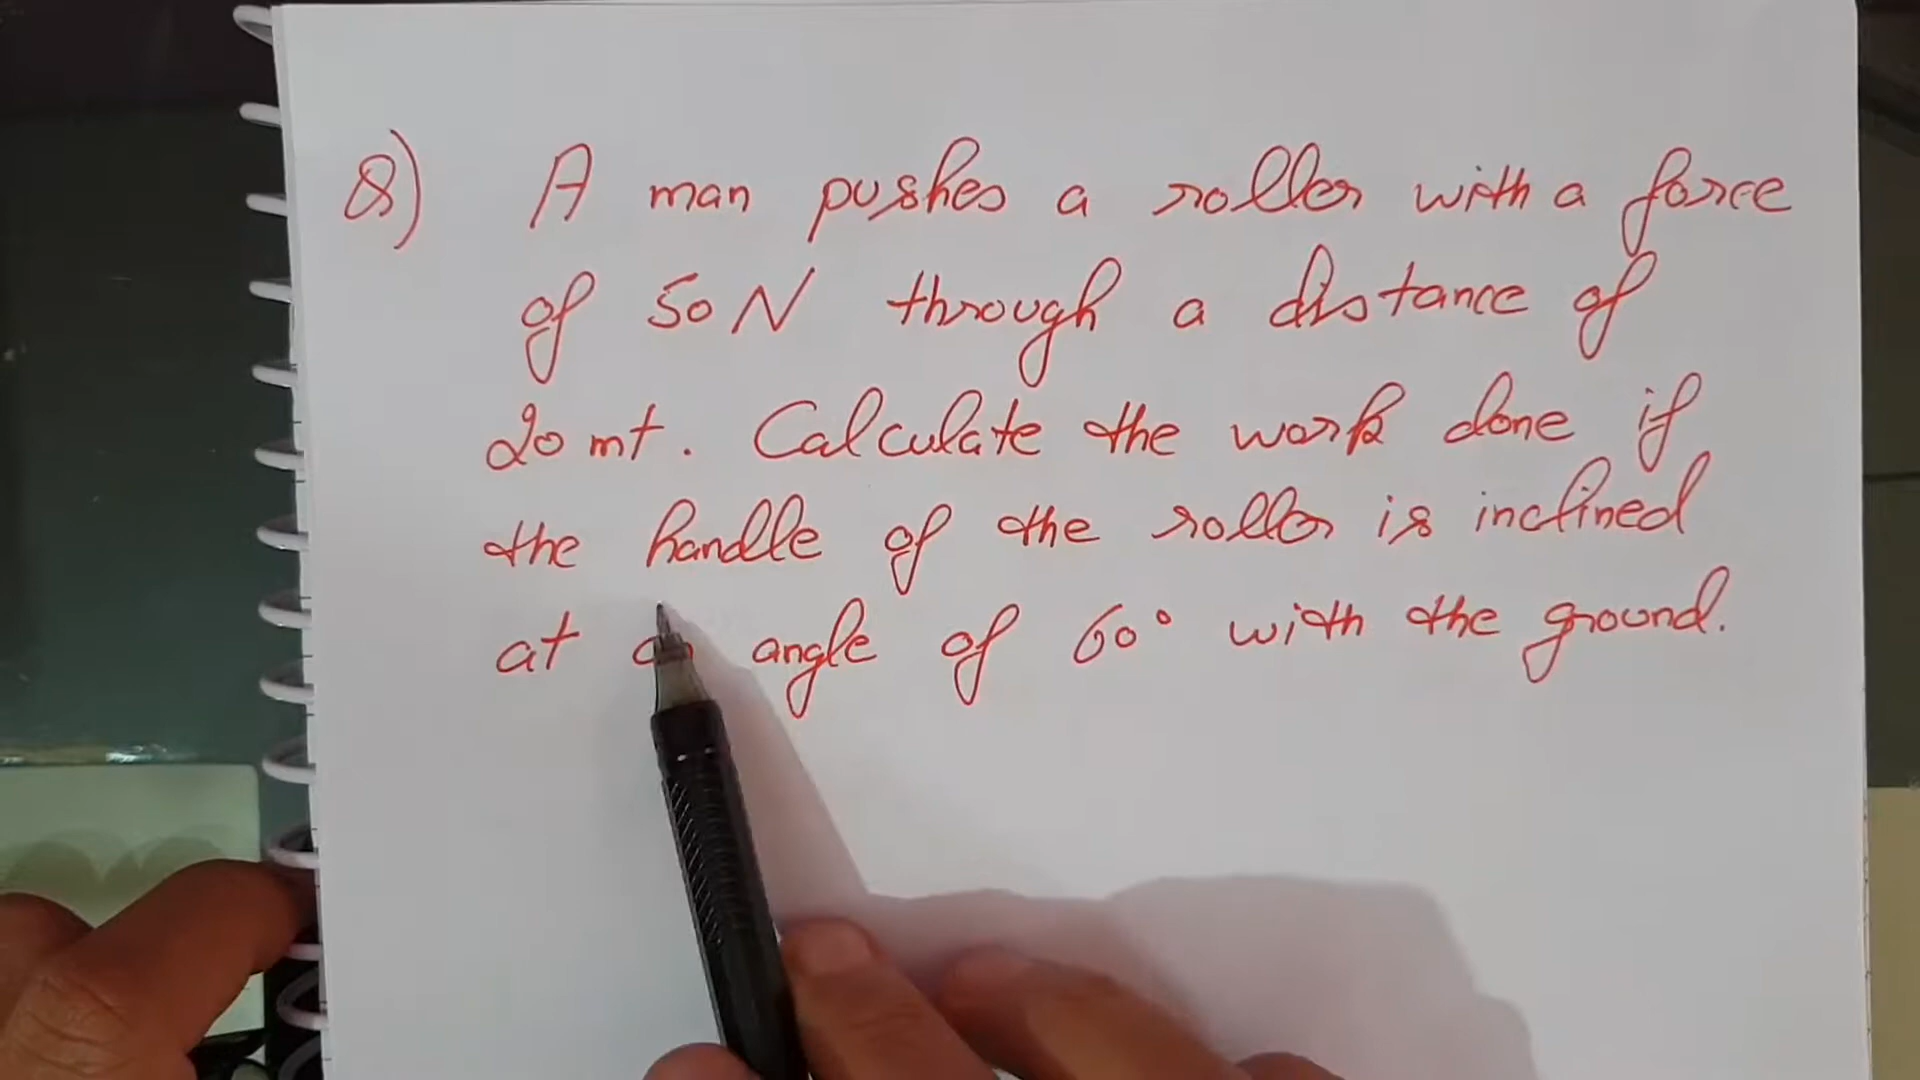 Q) A man pushes a roller with a force
of 50 N through a distance of
20 mt. Calculate the work done if
the handle of the roller is inclined
at angle of 60° with the ground.